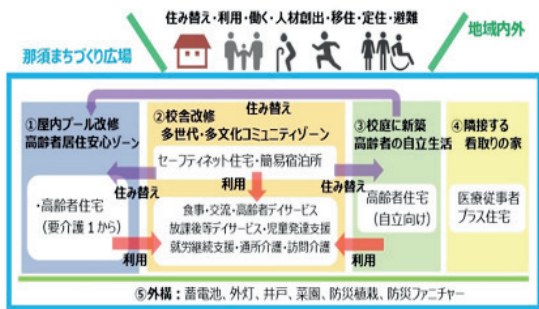 住み替え・利用・働く・人材創出・移住・定住・避難
那須まちづくり広場
地域内外
住み替え
①屋内プール改修
高齢者居住安心ゾーン
②校舎改修
多世代・多文化コミュニティゾーン
③校庭に新築
高齢者の自立生活
④隣接する
看取りの家
セーフティネット住宅・簡易宿泊所
住み替え
利用
住み替え
・高齢者住宅
(要介護1から)
食事・交流・高齢者デイサービス
放課後等デイサービス・児童発達支援
就労継続支援・通所介護・訪問介護
高齢者住宅
(自立向け)
医療従事者
プラス住宅
利用
利用
⑤外構：蓄電池、外灯、井戸、菜園、防災植栽、防災ファニチャー